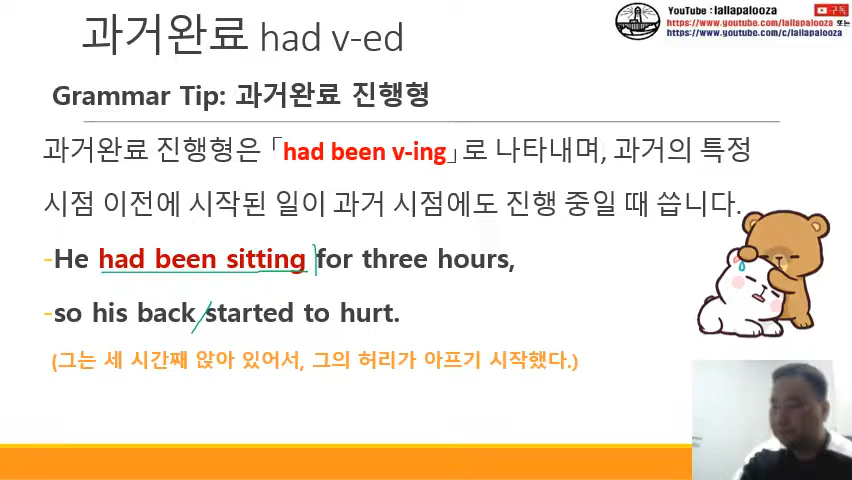 YouTube : lallapalooza
구독
https://www.youtube.com/lallapalooza 또는
https://www.youtube.com/c/lallapalooza
과거완료 had v-ed
Grammar Tip: 과거완료 진행형
과거완료 진행형은 「had been v-ing」로 나타내며, 과거의 특정
시점 이전에 시작된 일이 과거 시점에도 진행 중일 때 씁니다.
-He had been sitting for three hours,
-so his back started to hurt.
(그는 세 시간째 앉아 있어서, 그의 허리가 아프기 시작했다.)